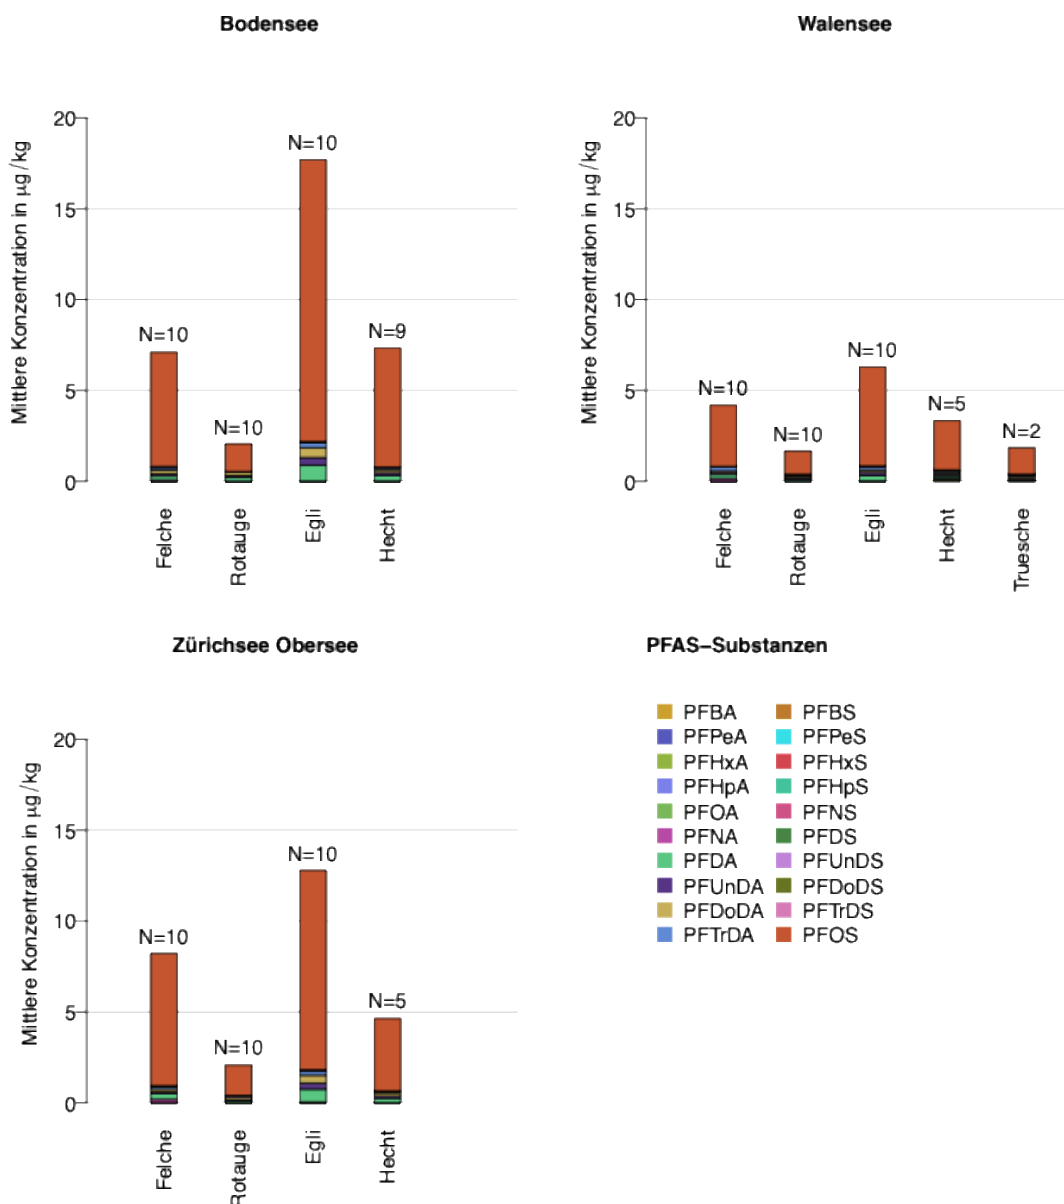 Bodensee
Mittlere Konzentration in µg/kg
20
15
10
5
0
N=10
N=10
N=10
N=9
Felche
Rotauge
Egli
Hecht
Walensee
Mittlere Konzentration in µg/kg
20
15
10
5
0
N=10
N=10
N=10
N=5
N=2
Felche
Rotauge
Egli
Hecht
Truesche
Zürichsee Obersee
Mittlere Konzentration in µg/kg
20
15
10
5
0
N=10
N=10
N=10
N=5
Felche
Rotauge
Egli
Hecht
PFAS–Substanzen
PFBA
PFPeA
PFHxA
PFHpA
PFOA
PFNA
PFDA
PFUnDA
PFDoDA
PFTrDA
PFBS
PFPeS
PFHxS
PFHpS
PFNS
PFDS
PFUnDS
PFDoDS
PFTrDS
PFOS